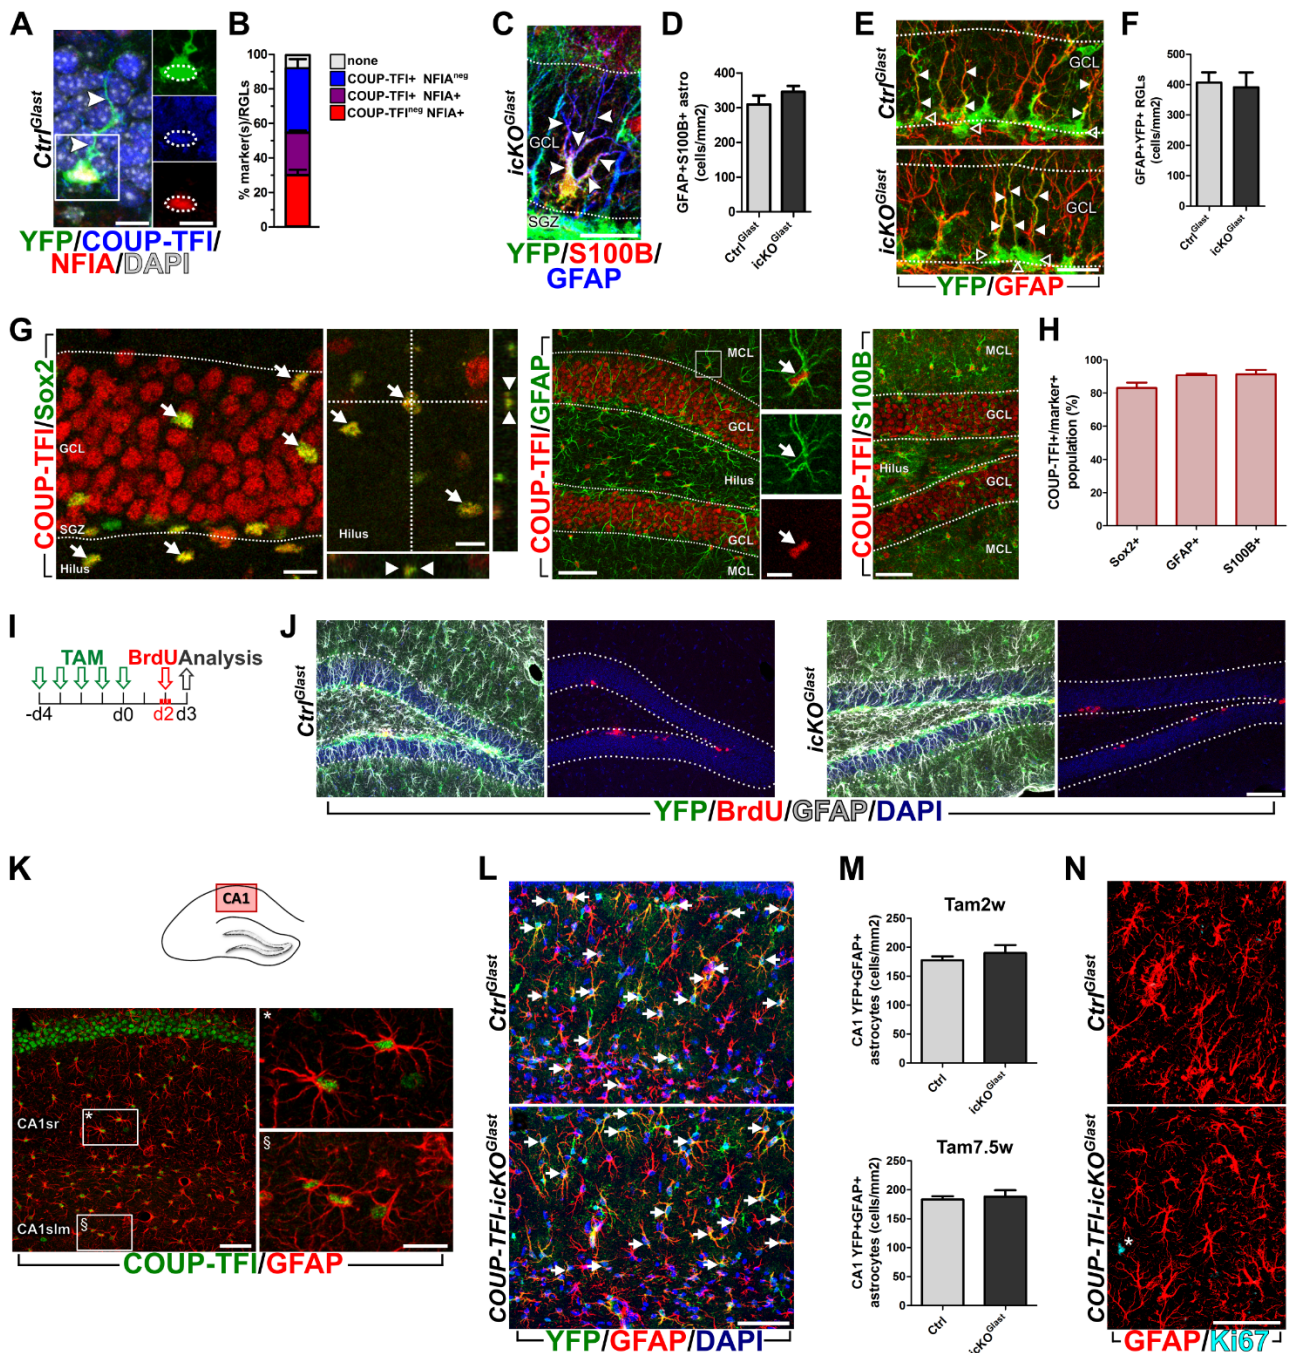 A
Ctrl^Glast
YFP/COUP-TFI/
NFIA/DAPI
B
% marker(s)/RGLs
100
80
60
40
20
0
none
COUP-TFI+ NFIA^neg
COUP-TFI+ NFIA+
COUP-TFI^neg NFIA+
C
icKO^Glast
GCL
SGZ
YFP/S100B/
GFAP
D
GFAP+S100B+ astro
(cells/mm2)
500
400
300
200
100
0
Ctrl^Glast
icKO^Glast
E
Ctrl^Glast
GCL
icKO^Glast
GCL
YFP/GFAP
F
GFAP+YFP+ RGLs
(cells/mm2)
600
400
200
0
Ctrl^Glast
icKO^Glast
G
COUP-TFI/Sox2
GCL
SGZ
Hilus
Hilus
COUP-TFI/GFAP
MCL
GCL
Hilus
GCL
MCL
COUP-TFI/S100B
MCL
GCL
Hilus
GCL
MCL
H
COUP-TFI+/marker+
population (%)
100
80
60
40
20
0
Sox2+
GFAP+
S100B+
I
TAM
BrdU
Analysis
-d4
d0
d2
d3
J
Ctrl^Glast
icKO^Glast
YFP/BrdU/GFAP/DAPI
K
CA1
CA1sr
*
CA1slm
§
*
§
COUP-TFI/GFAP
L
Ctrl^Glast
COUP-TFI-icKO^Glast
YFP/GFAP/DAPI
M
Tam2w
CA1 YFP+GFAP+
astrocytes (cells/mm2)
250
200
150
100
50
0
Ctrl
icKO^Glast
Tam7.5w
CA1 YFP+GFAP+
astrocytes (cells/mm2)
250
200
150
100
50
0
Ctrl
icKO^Glast
N
Ctrl^Glast
COUP-TFI-icKO^Glast
*
GFAP/Ki67